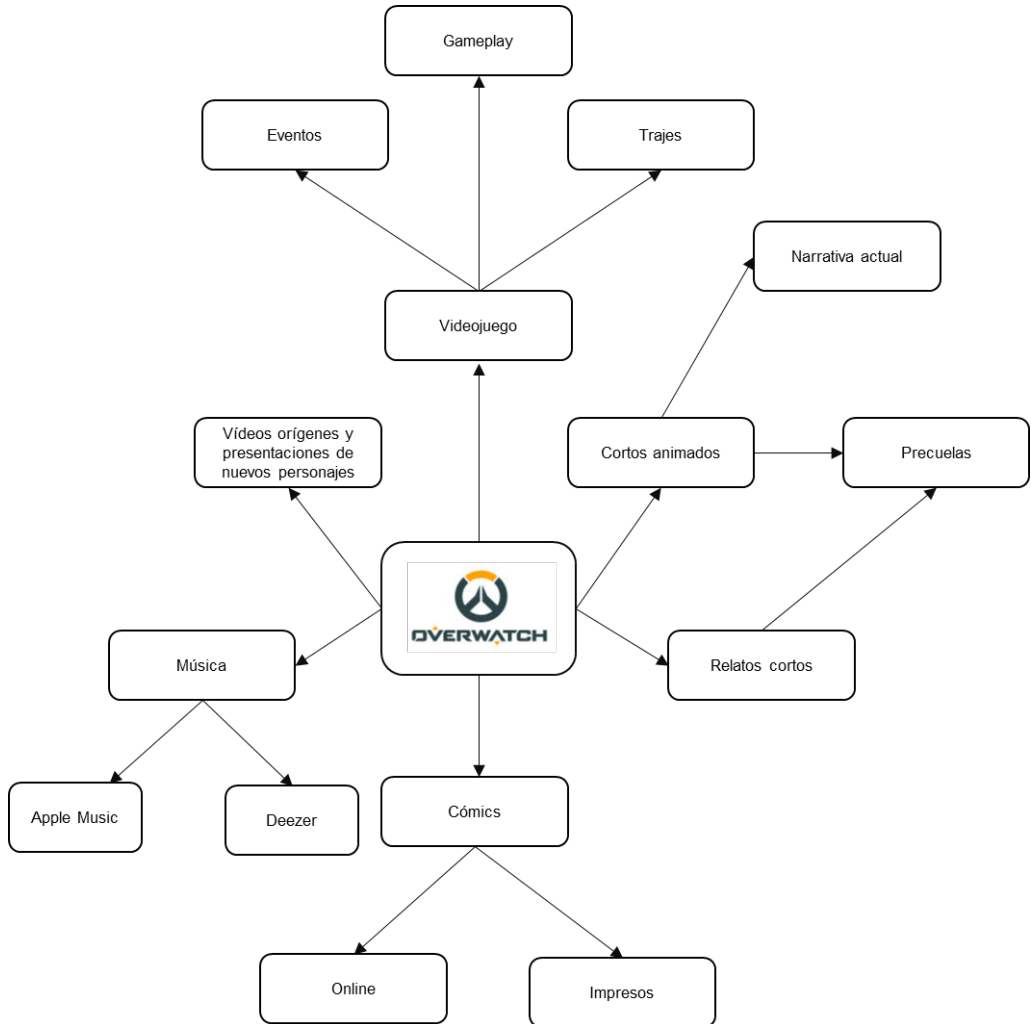 Gameplay
Eventos
Trajes
Narrativa actual
Videojuego
Vídeos orígenes y
presentaciones de
nuevos personajes
Cortos animados
Precuelas
OVERWATCH
Música
Relatos cortos
Apple Music
Deezer
Cómics
Online
Impresos